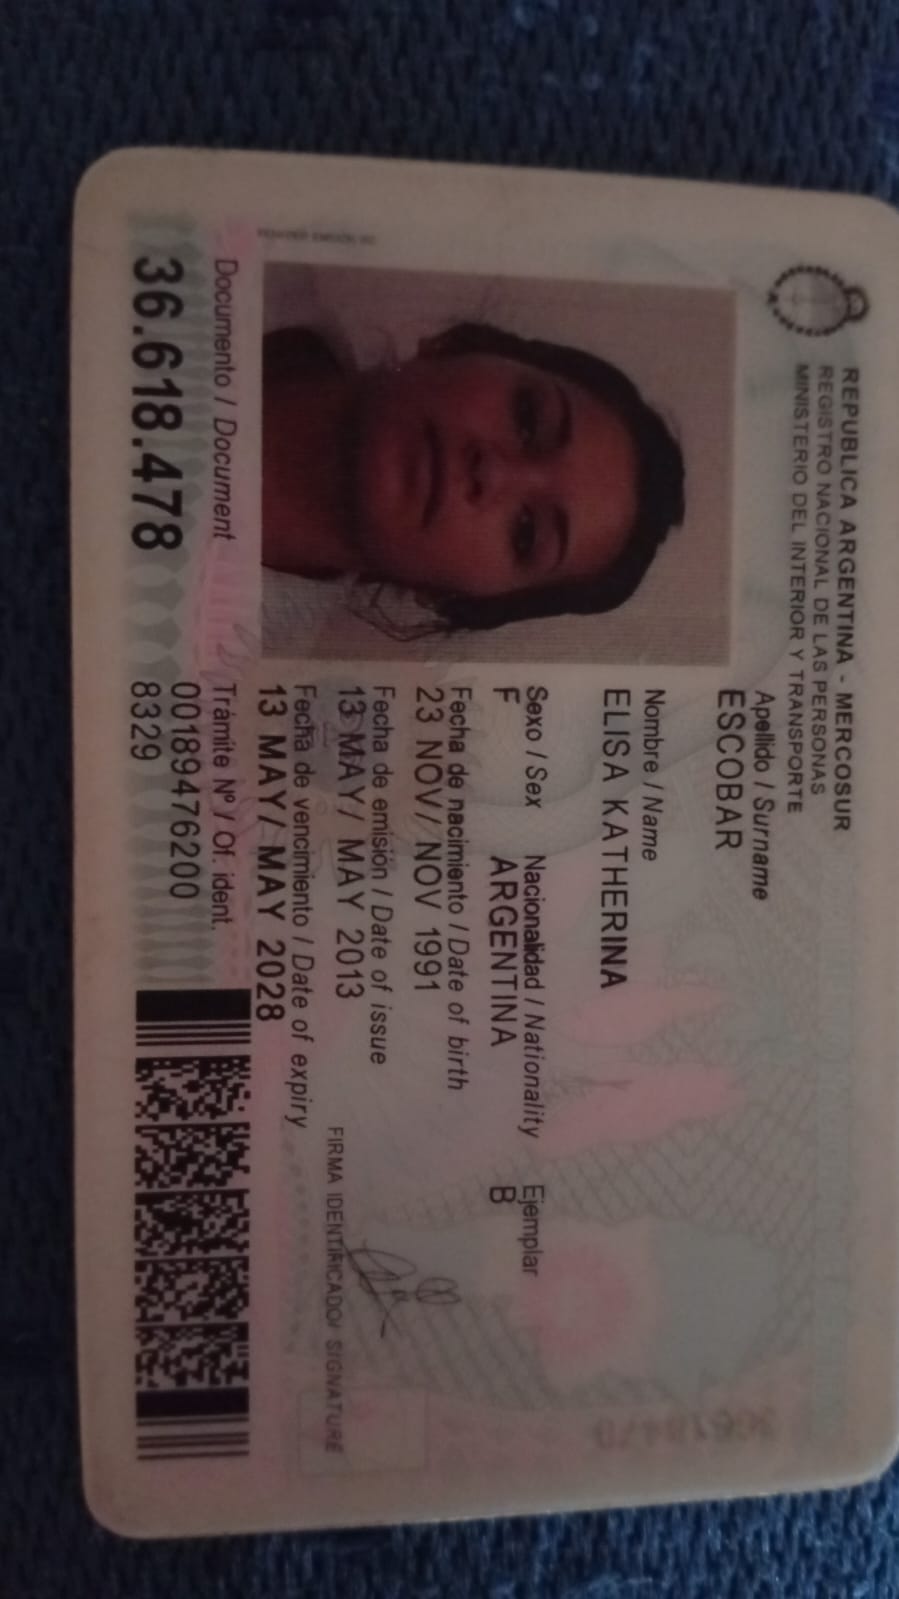 REPUBLICA ARGENTINA - MERCOSUR
REGISTRO NACIONAL DE LAS PERSONAS
MINISTERIO DEL INTERIOR Y TRANSPORTE
Apellido / Surname
ESCOBAR
Nombre / Name
ELISA KATHERINA
Sexo / Sex Nacionalidad / Nationality Ejemplar
F ARGENTINA B
Fecha de nacimiento / Date of birth
23 NOV/ NOV 1991
Fecha de emisión / Date of issue
13 MAY/ MAY 2013
Fecha de vencimiento / Date of expiry
13 MAY/ MAY 2028
FIRMA IDENTIFICADO/ SIGNATURE
Documento / Document
36.618.478
Trámite Nº / Of. ident.
00189476200
8329